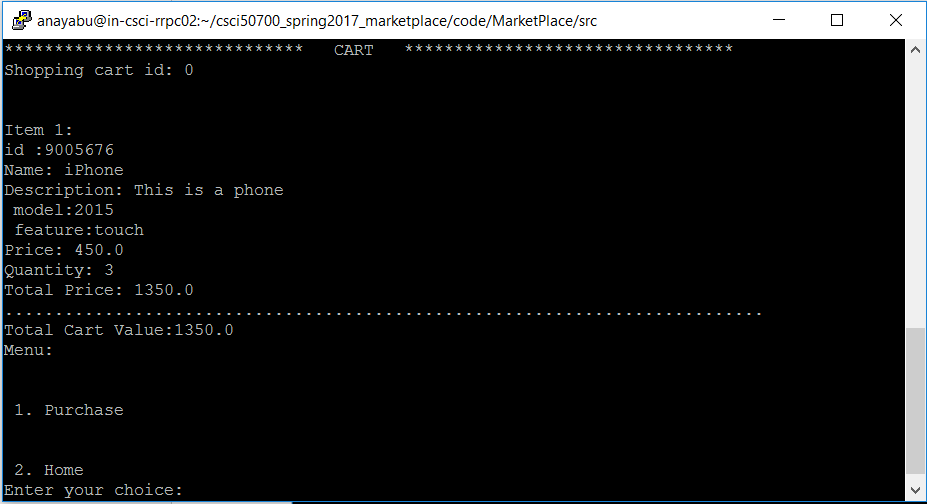 anayabu@in-csci-rrpc02:~/csci50700_spring2017_marketplace/code/MarketPlace/src
****************************** CART *********************************
Shopping cart id: 0
Item 1:
id :9005676
Name: iPhone
Description: This is a phone
model:2015
feature:touch
Price: 450.0
Quantity: 3
Total Price: 1350.0
............................................................................
Total Cart Value:1350.0
Menu:
1. Purchase
2. Home
Enter your choice: